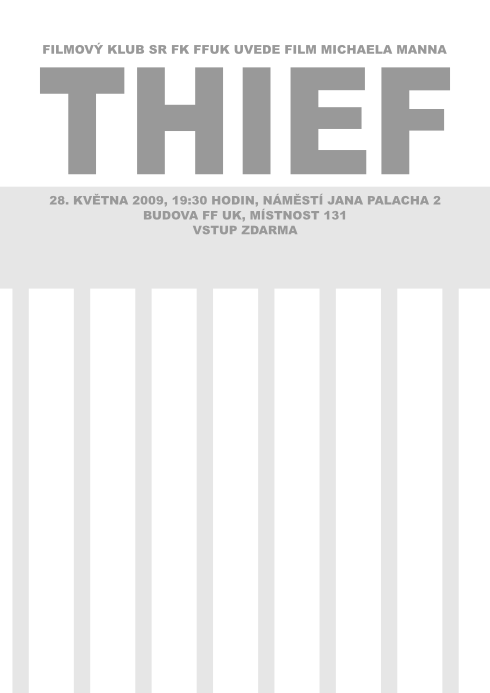 FILMOVÝ KLUB SR FK FFUK UVEDE FILM MICHAELA MANNA
THIEF
28. KVĚTNA 2009, 19:30 HODIN, NÁMĚSTÍ JANA PALACHA 2
BUDOVA FF UK, MÍSTNOST 131
VSTUP ZDARMA